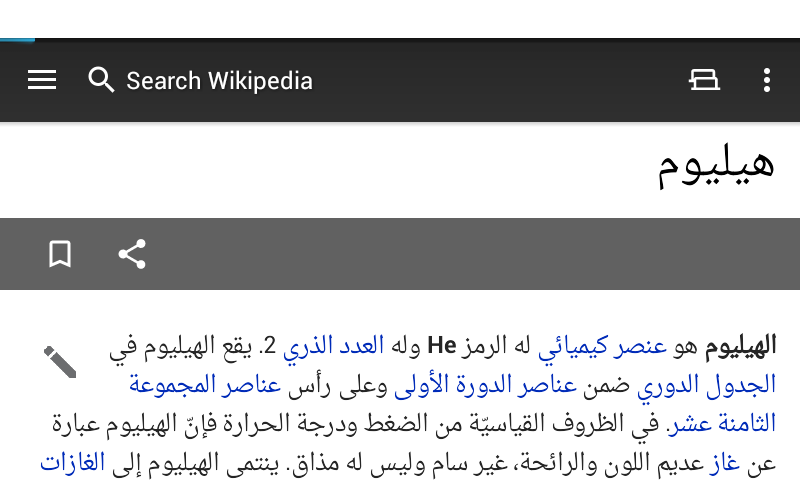 Search Wikipedia
هيليوم
الهيليوم هو عنصر كيميائي له الرمز He وله العدد الذري 2. يقع الهيليوم في
الجدول الدوري ضمن عناصر الدورة الأولى وعلى رأس عناصر المجموعة
الثامنة عشر. في الظروف القياسيّة من الضغط ودرجة الحرارة فإنّ الهيليوم عبارة
عن غاز عديم اللون والرائحة، غير سام وليس له مذاق. ينتمى الهيليوم إلى الغازات